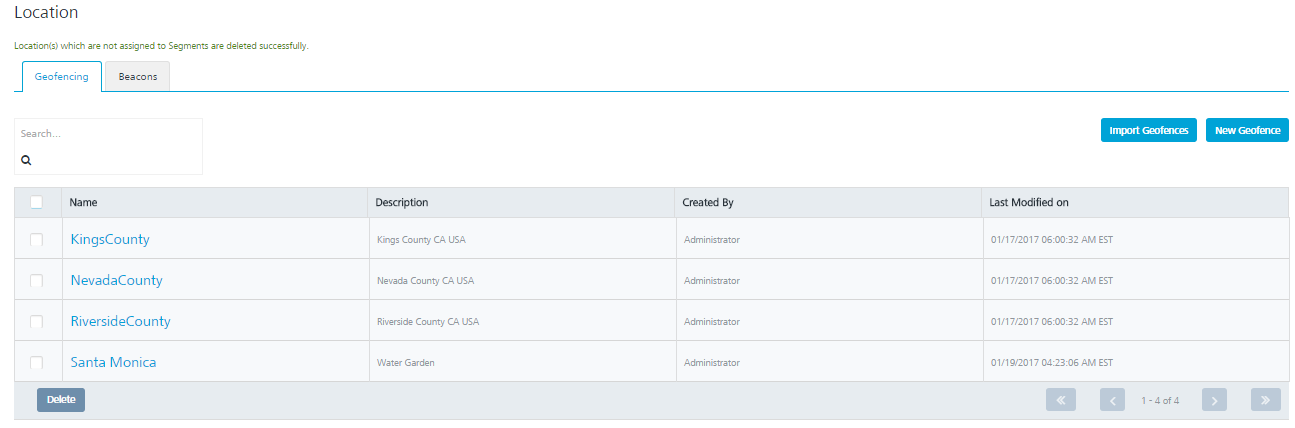 Location
Location(s) which are not assigned to Segments are deleted successfully.
Geofencing Beacons
Search...
Import Geofences New Geofence
Name Description Created By Last Modified on
KingsCounty Kings County CA USA Administrator 01/17/2017 06:00:32 AM EST
NevadaCounty Nevada County CA USA Administrator 01/17/2017 06:00:32 AM EST
RiversideCounty Riverside County CA USA Administrator 01/17/2017 06:00:32 AM EST
Santa Monica Water Garden Administrator 01/19/2017 04:23:06 AM EST
Delete 1 - 4 of 4